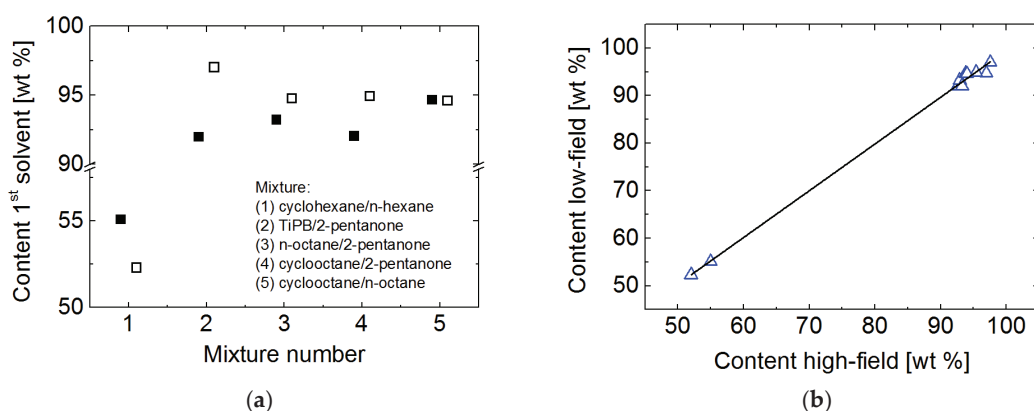 100
95
90
55
50
Content 1st solvent [wt %]
Mixture:
(1) cyclohexane/n-hexane
(2) TiPB/2-pentanone
(3) n-octane/2-pentanone
(4) cyclooctane/2-pentanone
(5) cyclooctane/n-octane
1 2 3 4 5
Mixture number
(a)
100
90
80
70
60
50
Content low-field [wt %]
50 60 70 80 90 100
Content high-field [wt %]
(b)